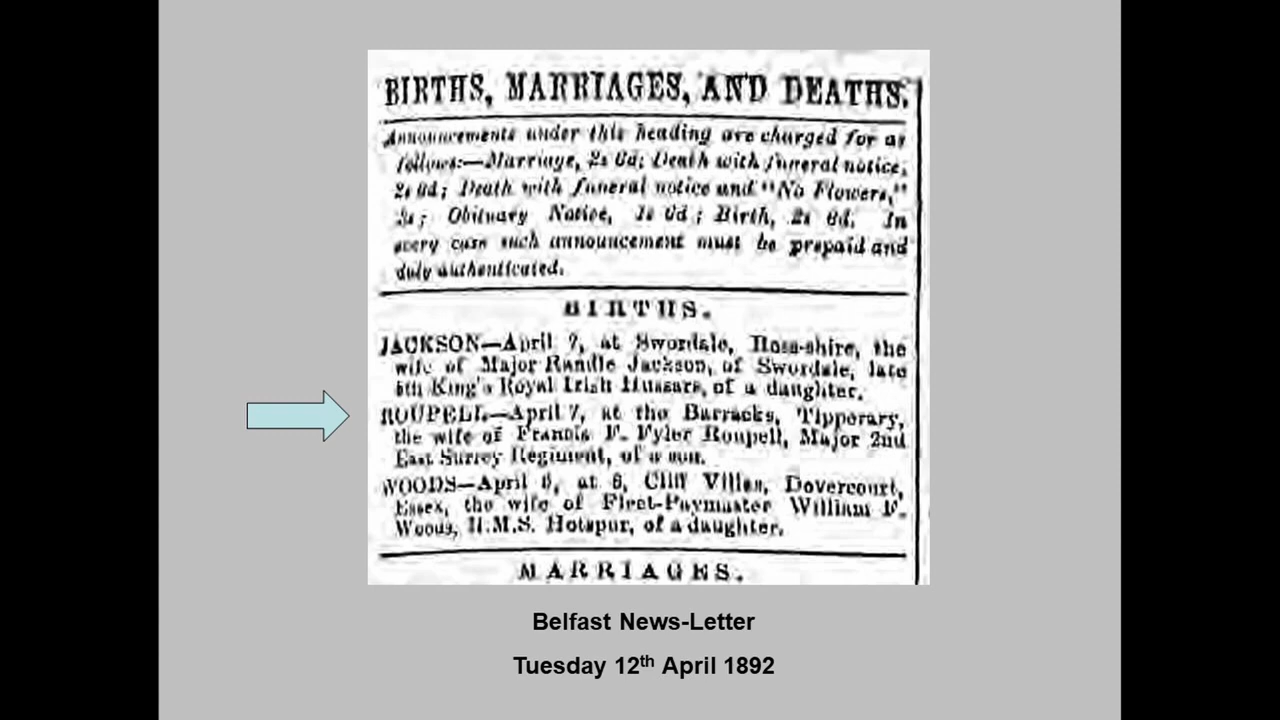 BIRTHS, MARRIAGES, AND DEATHS.
Announcements under this heading are charged for as
follows:—Marriage, 2s 6d; Death with funeral notice,
2s 6d; Death with funeral notice and "No Flowers,"
3s; Obituary Notice, 1s 6d; Birth, 2s 6d. In
every case such announcement must be prepaid and
duly authenticated.
BIRTHS.
JACKSON—April 7, at Swordale, Ross-shire, the
wife of Major Randle Jackson, of Swordale, late
King's Royal Irish Hussars, of a daughter.
ROUPELL—April 7, at the Barracks, Tipperary,
the wife of Francis F. Fyler Roupell, Major 2nd
East Surrey Regiment, of a son.
WOODS—April 6, at 6, Cliff Villas, Dovercourt,
Essex, the wife of Fleet-Paymaster William F.
Woods, H.M.S. Hotspur, of a daughter.
MARRIAGES.
Belfast News-Letter
Tuesday 12th April 1892